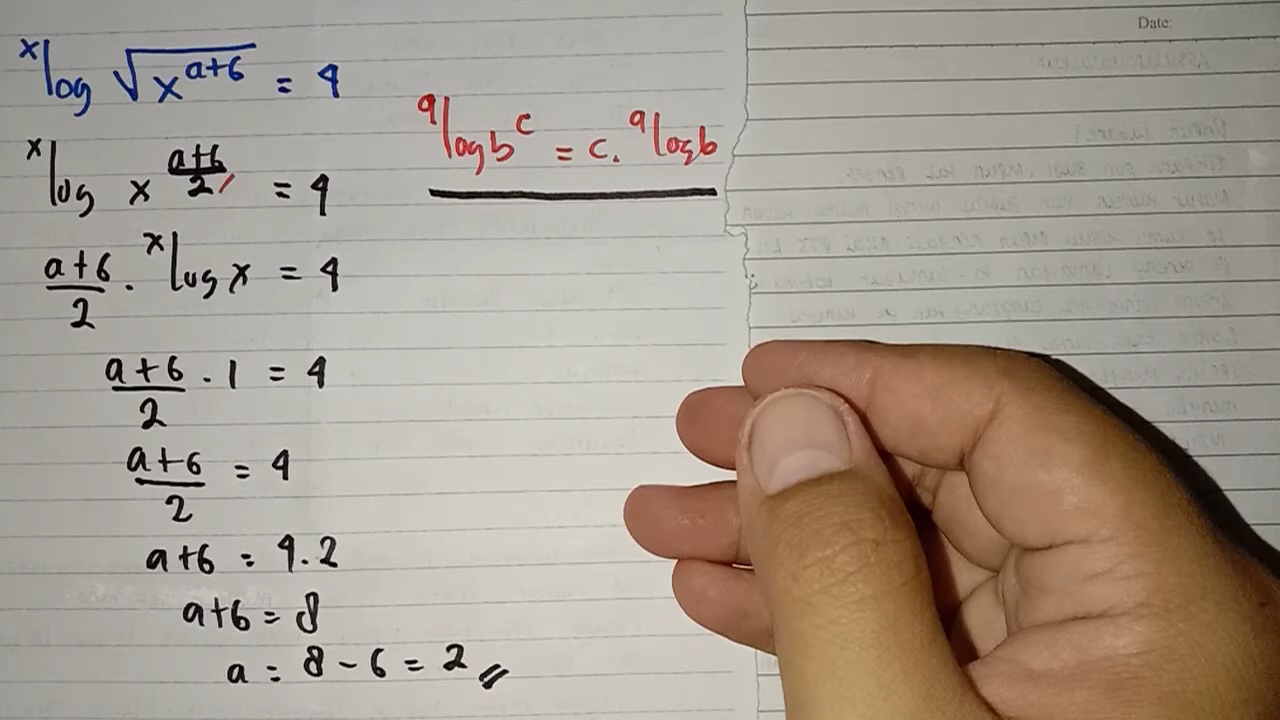 ˣlog √(x^(a+6)) = 4
ˣlog x^((a+6)/2) = 4
(a+6)/2 . ˣlog x = 4
(a+6)/2 . 1 = 4
(a+6)/2 = 4
a+6 = 4.2
a+6 = 8
a = 8 - 6 = 2 //
ᵃlog b^c = c. ᵃlog b
Date: